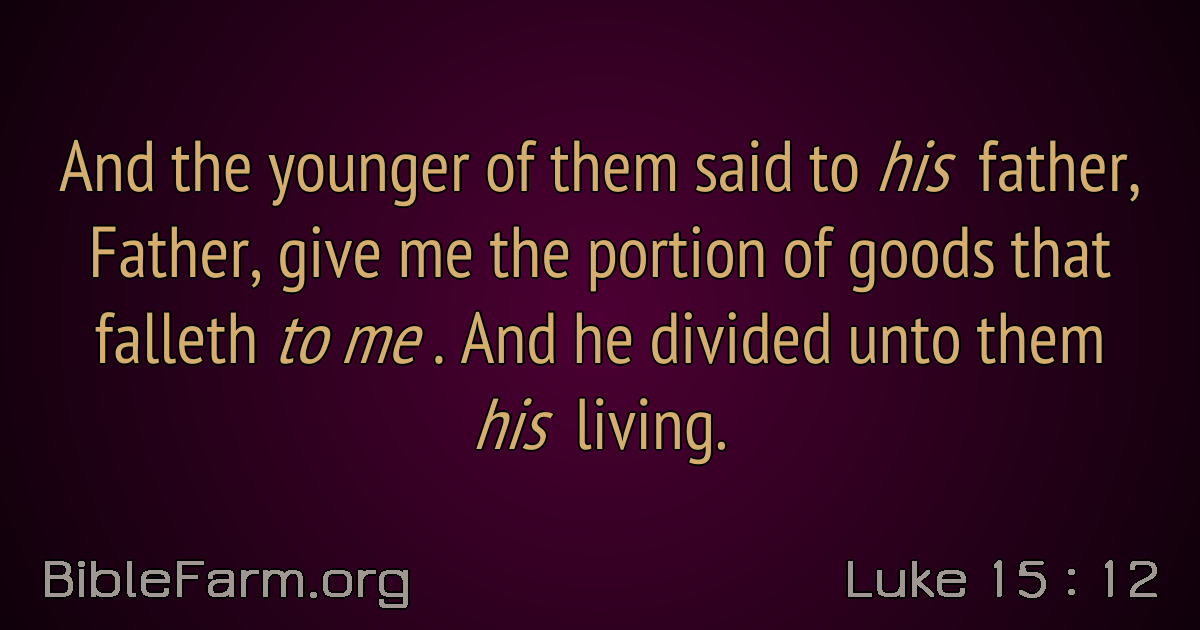 And the younger of them said to his father,
Father, give me the portion of goods that
falleth to me . And he divided unto them
his living.
BibleFarm.org
Luke 15 : 12